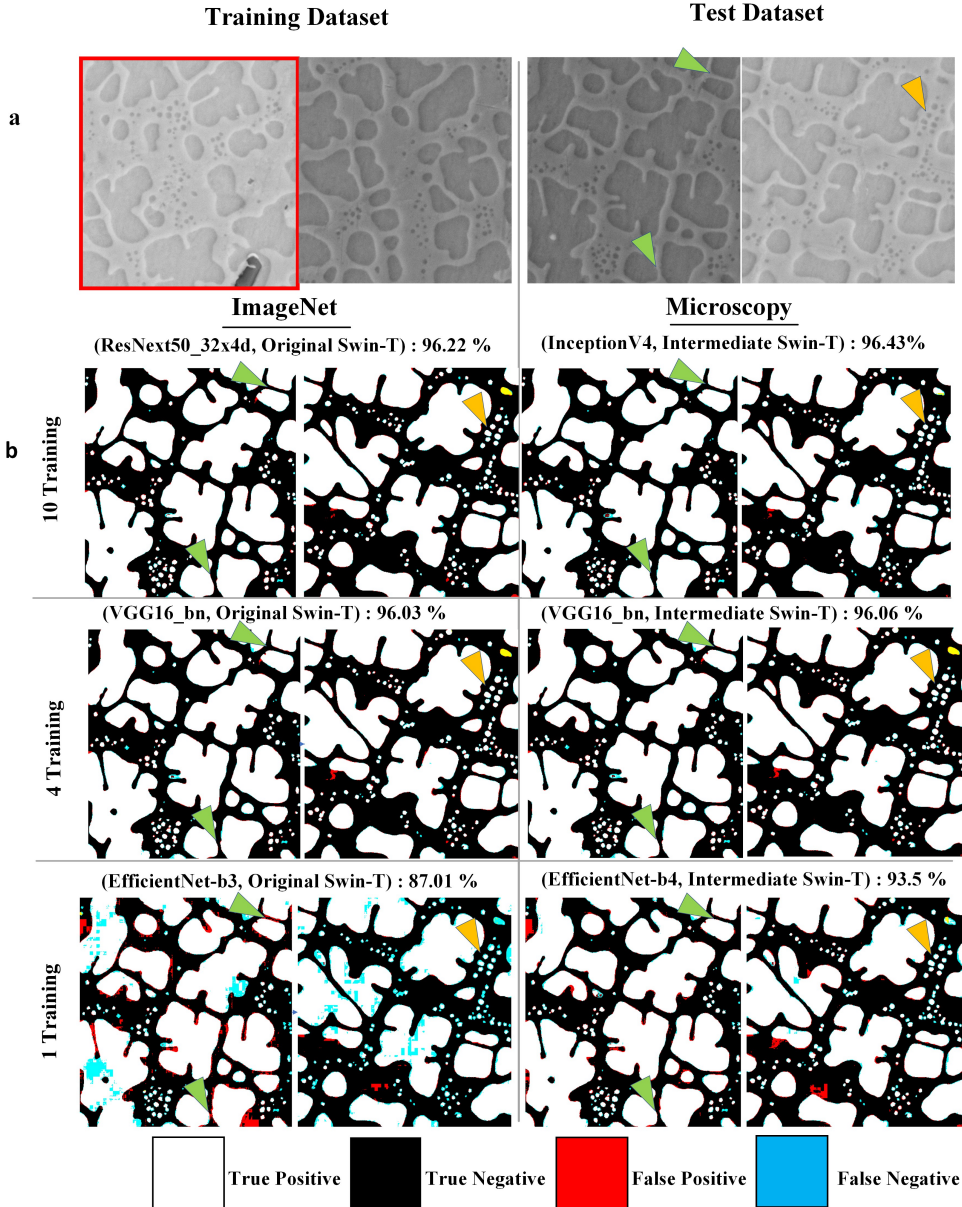 Training Dataset
Test Dataset
a
ImageNet
Microscopy
(ResNext50_32x4d, Original Swin-T) : 96.22 %
(InceptionV4, Intermediate Swin-T) : 96.43%
b
10 Training
(VGG16_bn, Original Swin-T) : 96.03 %
(VGG16_bn, Intermediate Swin-T) : 96.06 %
4 Training
(EfficientNet-b3, Original Swin-T) : 87.01 %
(EfficientNet-b4, Intermediate Swin-T) : 93.5 %
1 Training
True Positive
True Negative
False Positive
False Negative